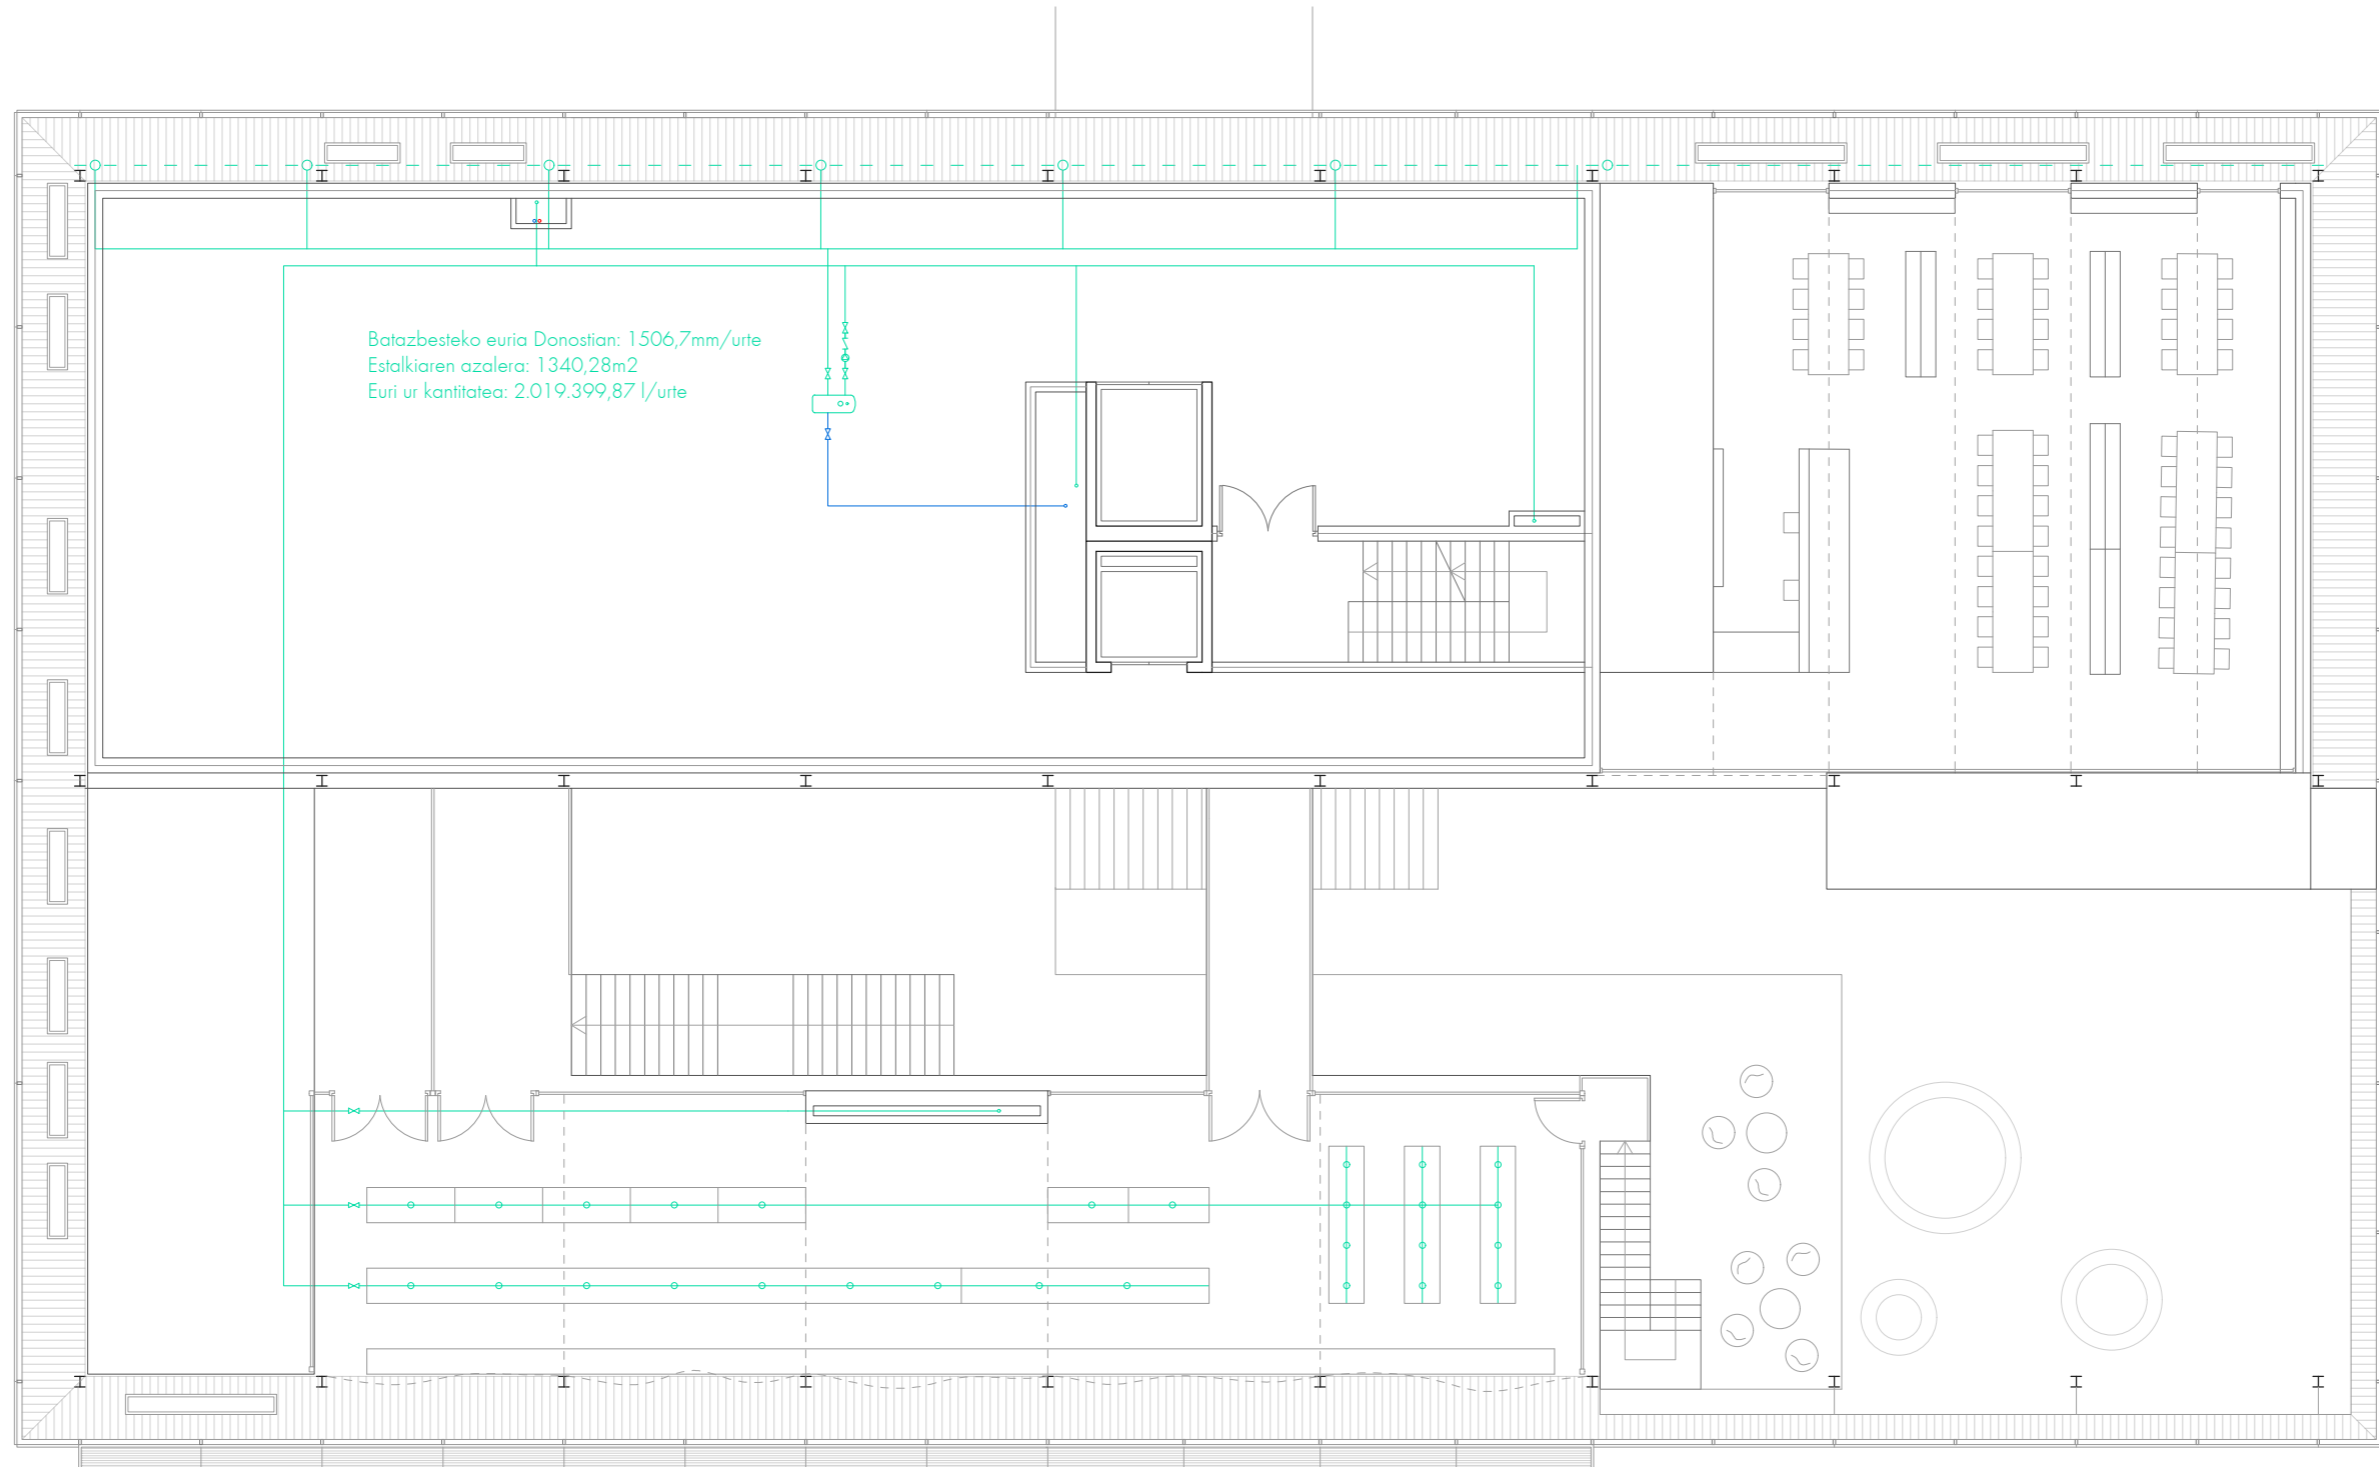 Batazbesteko euria Donostian: 1506,7mm/urte
Estalkiaren azalera: 1340,28m2
Euri ur kantitatea: 2.019.399,87 l/urte